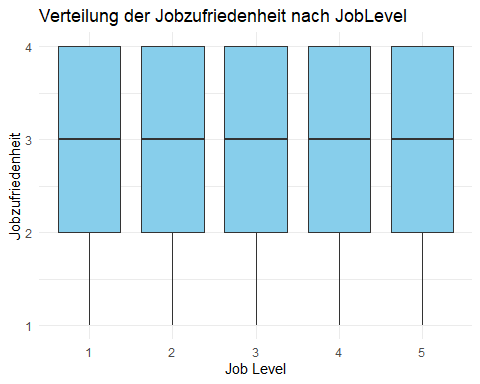 Verteilung der Jobzufriedenheit nach JobLevel
Jobzufriedenheit
4
3
2
1
1 2 3 4 5
Job Level